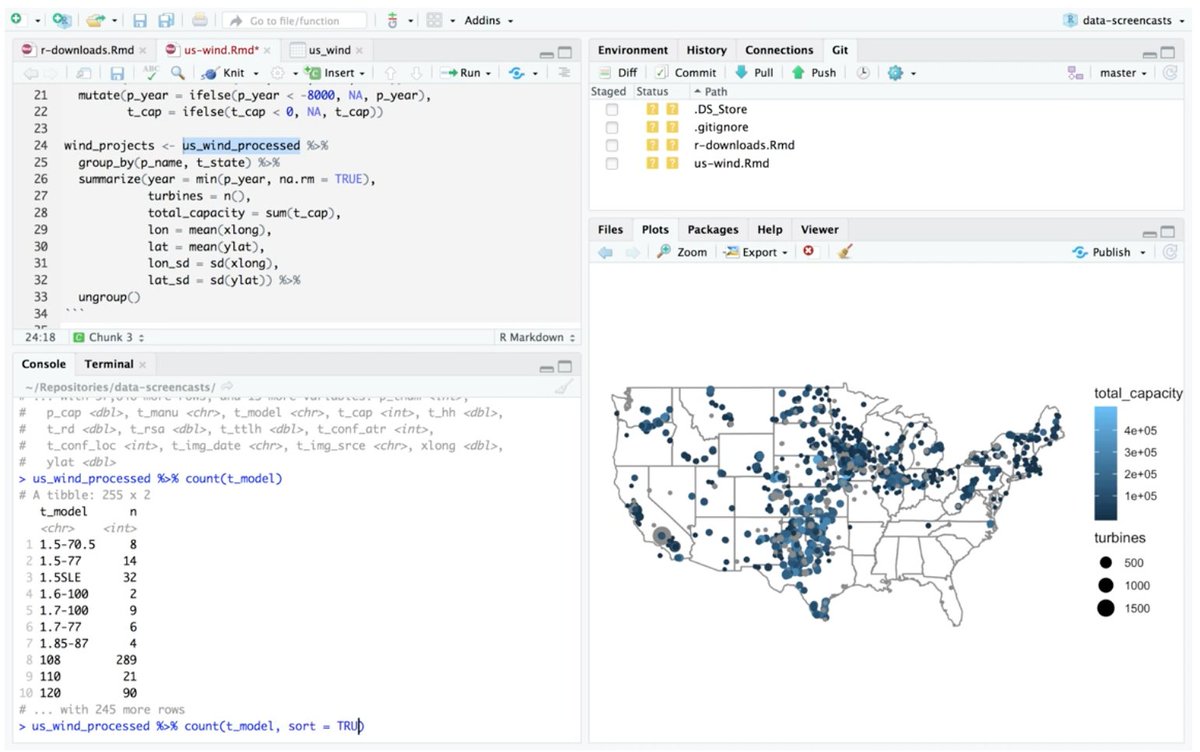 Go to file/function
Addins
data-screencasts
r-downloads.Rmd
us-wind.Rmd*
us_wind
ABC
Knit
Insert
Run
21 mutate(p_year = ifelse(p_year < -8000, NA, p_year),
22 t_cap = ifelse(t_cap < 0, NA, t_cap))
23
24 wind_projects <- us_wind_processed %>%
25 group_by(p_name, t_state) %>%
26 summarize(year = min(p_year, na.rm = TRUE),
27 turbines = n(),
28 total_capacity = sum(t_cap),
29 lon = mean(xlong),
30 lat = mean(ylat),
31 lon_sd = sd(xlong),
32 lat_sd = sd(ylat)) %>%
33 ungroup()
34 ```
35
24:18
Chunk 3
R Markdown
Console
Terminal
~/Repositories/data-screencasts/
# p_cap <dbl>, t_manu <chr>, t_model <chr>, t_cap <int>, t_hh <dbl>,
# t_rd <dbl>, t_rsa <dbl>, t_ttlh <dbl>, t_conf_atr <int>,
# t_conf_loc <int>, t_img_date <chr>, t_img_srce <chr>, xlong <dbl>,
# ylat <dbl>
> us_wind_processed %>% count(t_model)
# A tibble: 255 x 2
t_model n
<chr> <int>
1 1.5-70.5 8
2 1.5-77 14
3 1.5SLE 32
4 1.6-100 2
5 1.7-100 9
6 1.7-77 6
7 1.85-87 4
8 108 289
9 110 21
10 120 90
# ... with 245 more rows
> us_wind_processed %>% count(t_model, sort = TRU)
Environment
History
Connections
Git
Diff
Commit
Pull
Push
master
Staged Status Path
? ? .DS_Store
? ? .gitignore
? ? r-downloads.Rmd
? ? us-wind.Rmd
Files
Plots
Packages
Help
Viewer
Zoom
Export
Publish
total_capacity
4e+05
3e+05
2e+05
1e+05
turbines
500
1000
1500